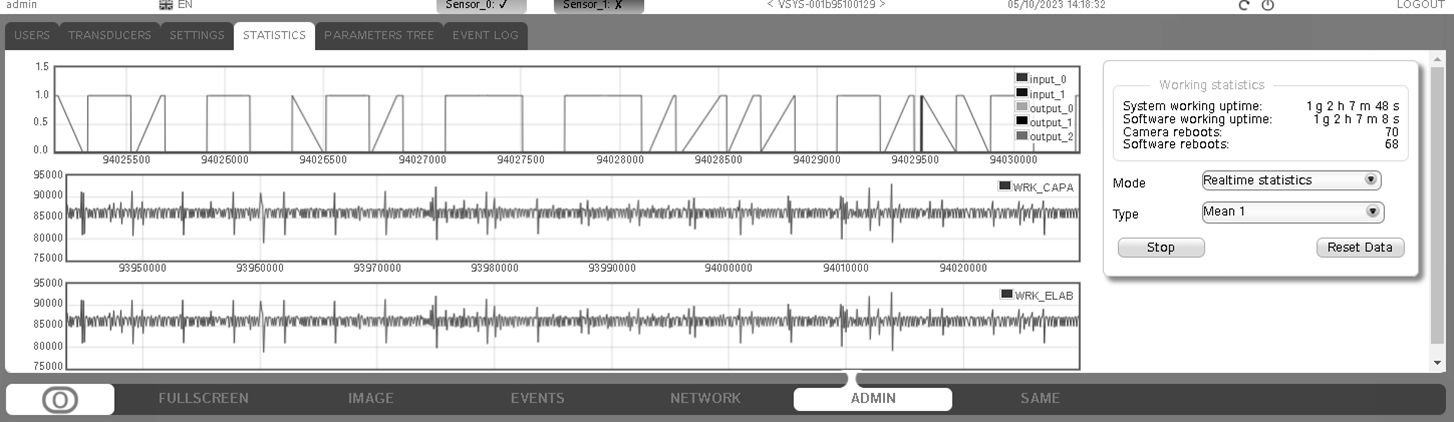 admin EN Sensor_0: ✓ Sensor_1: ✗ < VSYS-001b95100129 > 05/10/2023 14:18:32 LOGOUT
USERS TRANSDUCERS SETTINGS STATISTICS PARAMETERS TREE EVENT LOG
1.5
1.0
0.5
0.0
input_0
input_1
output_0
output_1
output_2
94025500 94026000 94026500 94027000 94027500 94028000 94028500 94029000 94029500 94030000
95000
90000
85000
80000
75000
WRK_CAPA
93950000 93960000 93970000 93980000 93990000 94000000 94010000 94020000
95000
90000
85000
80000
75000
WRK_ELAB
Working statistics
System working uptime: 1 g 2 h 7 m 48 s
Software working uptime: 1 g 2 h 7 m 8 s
Camera reboots: 70
Software reboots: 68
Mode Realtime statistics
Type Mean 1
Stop Reset Data
FULLSCREEN IMAGE EVENTS NETWORK ADMIN SAME